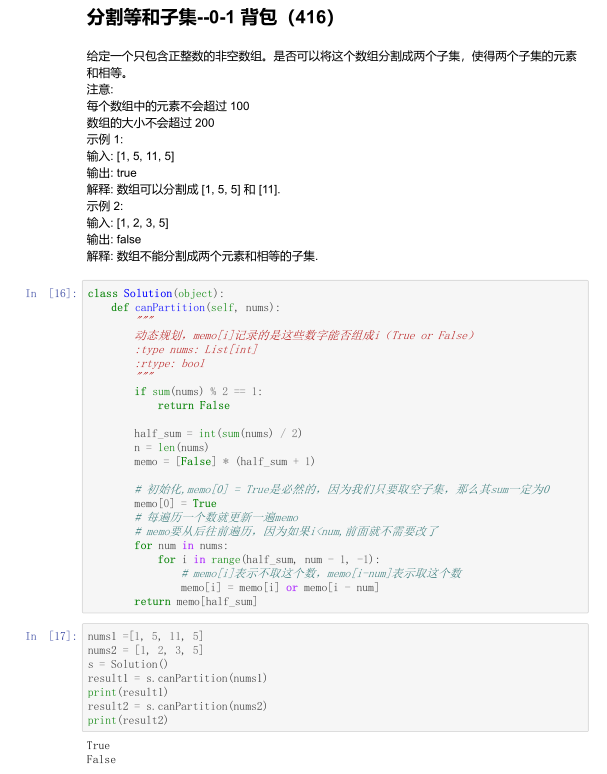 分割等和子集--0-1 背包（416）
给定一个只包含正整数的非空数组。是否可以将这个数组分割成两个子集，使得两个子集的元素
和相等。
注意:
每个数组中的元素不会超过 100
数组的大小不会超过 200
示例 1:
输入: [1, 5, 11, 5]
输出: true
解释: 数组可以分割成 [1, 5, 5] 和 [11].
示例 2:
输入: [1, 2, 3, 5]
输出: false
解释: 数组不能分割成两个元素和相等的子集.
In [16]: class Solution(object):
    def canPartition(self, nums):
        """
        动态规划，memo[i]记录的是这些数字能否组成i（True or False）
        :type nums: List[int]
        :rtype: bool
        """
        if sum(nums) % 2 == 1:
            return False
        half_sum = int(sum(nums) / 2)
        n = len(nums)
        memo = [False] * (half_sum + 1)
        # 初始化,memo[0] = True是必然的，因为我们只要取空子集，那么其sum一定为0
        memo[0] = True
        # 每遍历一个数就更新一遍memo
        # memo要从后往前遍历，因为如果i<num,前面就不需要改了
        for num in nums:
            for i in range(half_sum, num - 1, -1):
                # memo[i]表示不取这个数，memo[i-num]表示取这个数
                memo[i] = memo[i] or memo[i - num]
        return memo[half_sum]
In [17]: nums1 =[1, 5, 11, 5]
nums2 = [1, 2, 3, 5]
s = Solution()
result1 = s.canPartition(nums1)
print(result1)
result2 = s.canPartition(nums2)
print(result2)
True
False